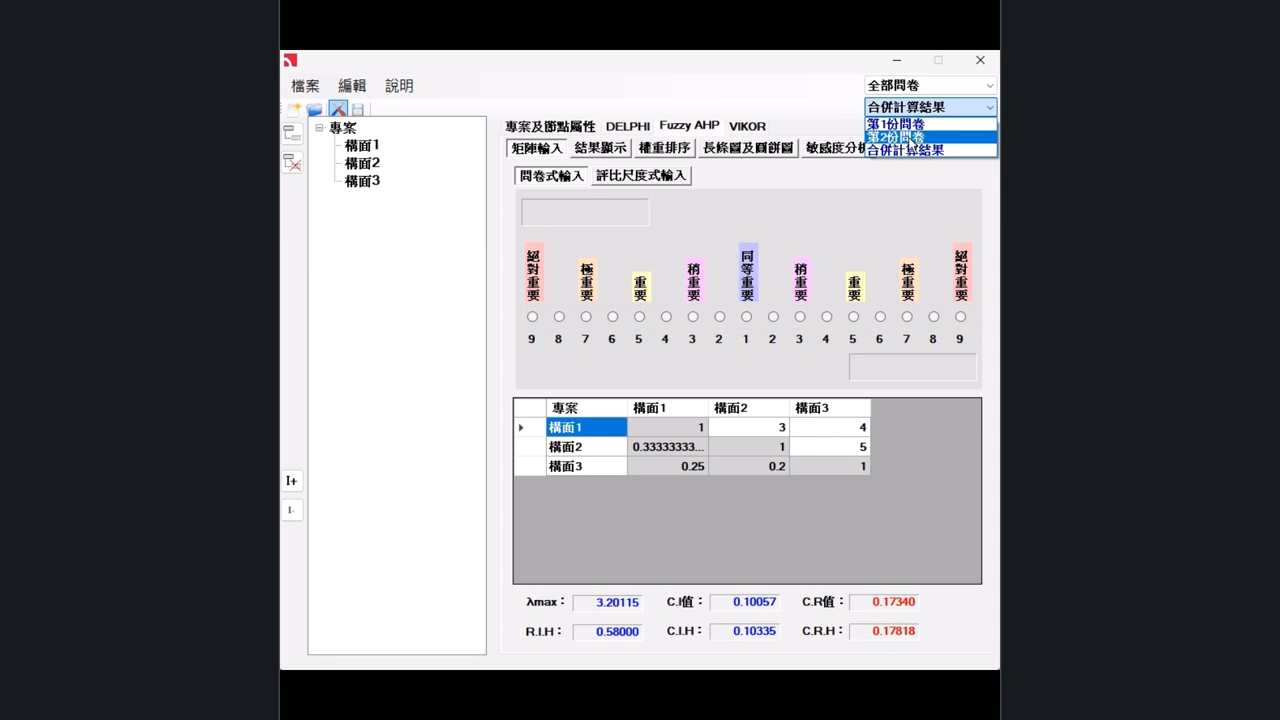 檔案 編輯 說明
全部問卷
合併計算結果
第1份問卷
第2份問卷
合併計算結果
專案
構面1
構面2
構面3
專案及節點屬性 DELPHI Fuzzy AHP VIKOR
矩陣輸入 結果顯示 權重排序 長條圖及圓餅圖 敏感度分析
問卷式輸入 評比尺度式輸入
絕對重要 極重要 重要 稍重要 同等重要 稍重要 重要 極重要 絕對重要
9 8 7 6 5 4 3 2 1 2 3 4 5 6 7 8 9
專案 構面1 構面2 構面3
構面1 1 3 4
構面2 0.33333333... 1 5
構面3 0.25 0.2 1
I+
I-
λmax： 3.20115 C.I值： 0.10057 C.R值： 0.17340
R.I.H： 0.58000 C.I.H： 0.10335 C.R.H： 0.17818